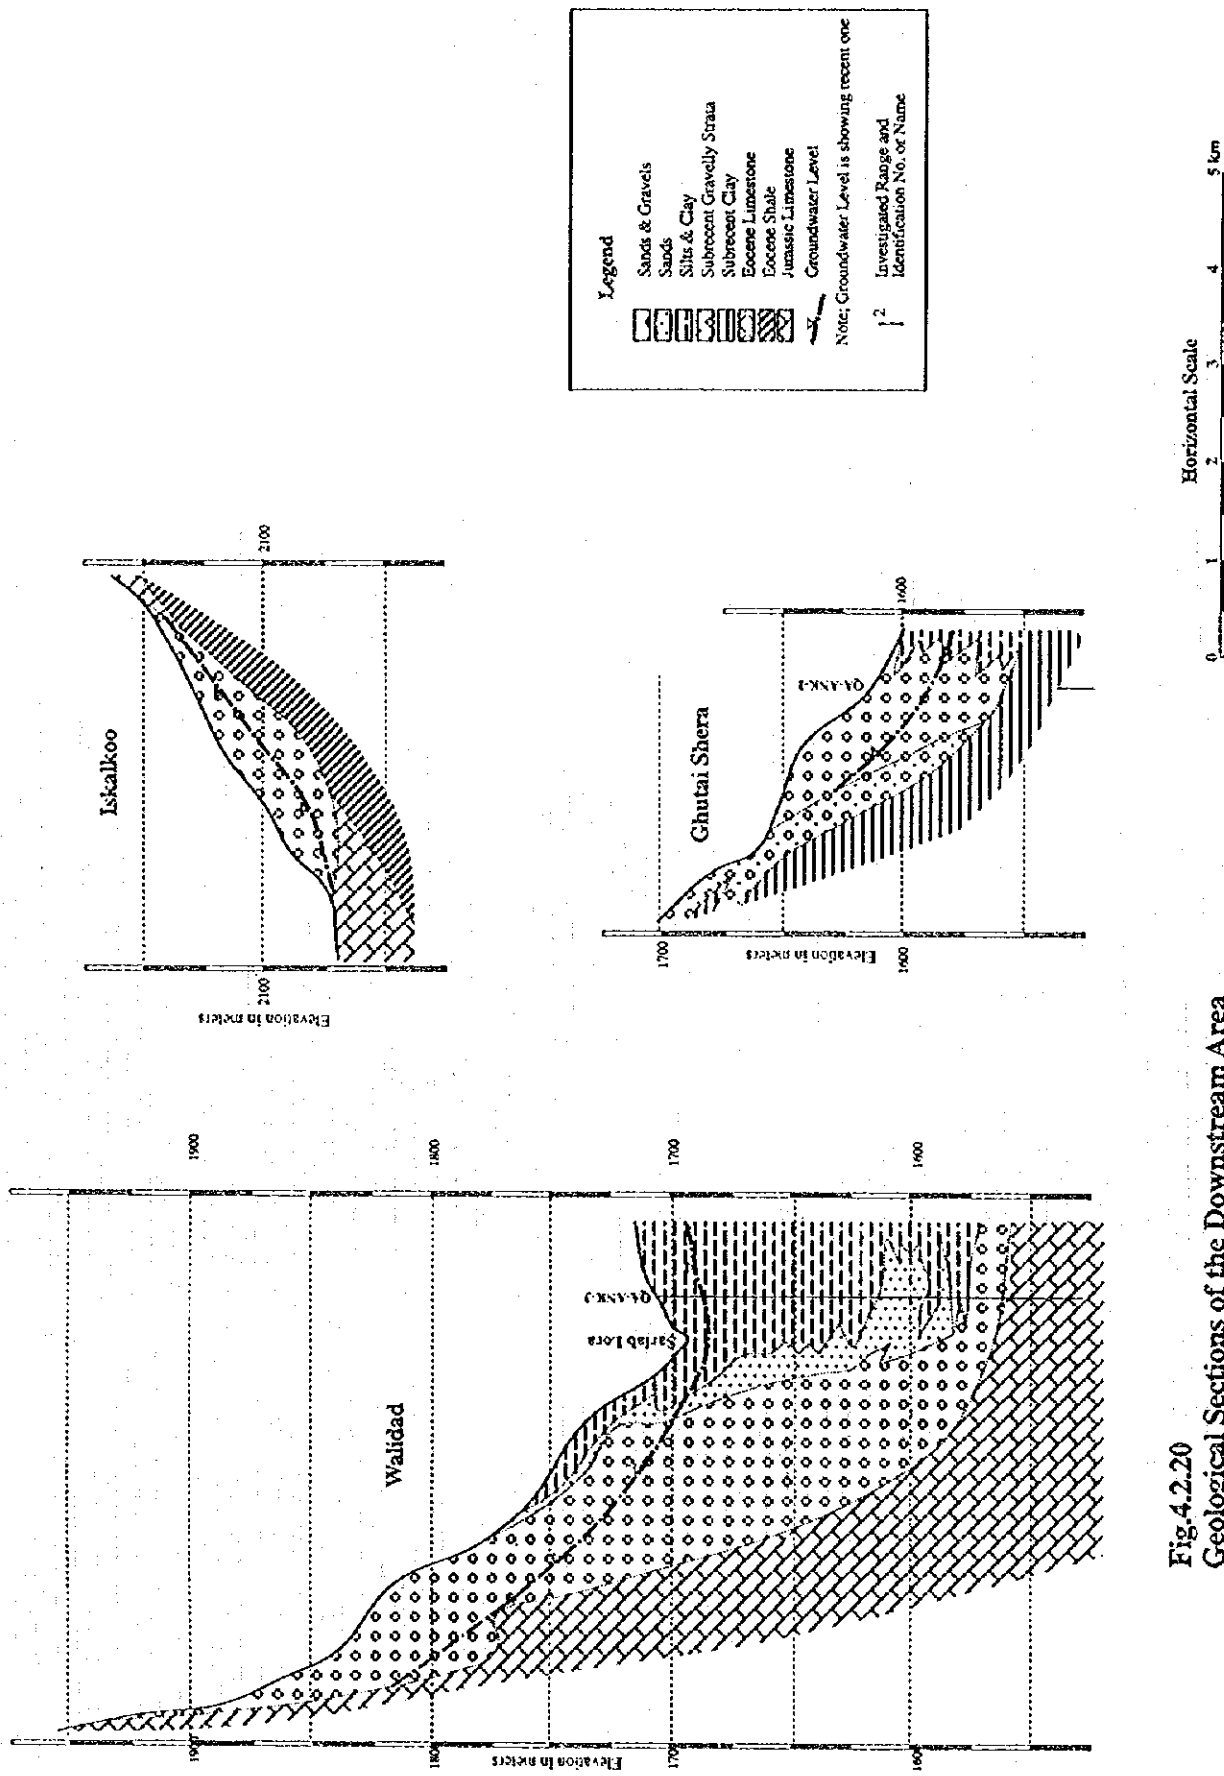 Iskalkoo
2100
2100
Elevation in meters
Legend
Sands & Gravels
Sands
Silts & Clay
Subrecent Gravelly Strata
Subrecent Clay
Eocene Limestone
Eocene Shale
Jurassic Limestone
Groundwater Level
Note; Groundwater Level is showing recent one
2
Investigated Range and
Identification No. or Name
Walidad
1900
1800
1700
1600
1900
1800
1700
1600
Elevation in meters
Sariab Lora
QA-ANK-3
Ghutai Shera
1700
1600
1600
Elevation in meters
QA-ANK-2
Horizontal Scale
0 1 2 3 4 5 km
Fig.4.2.20
Geological Sections of the Downstream Area